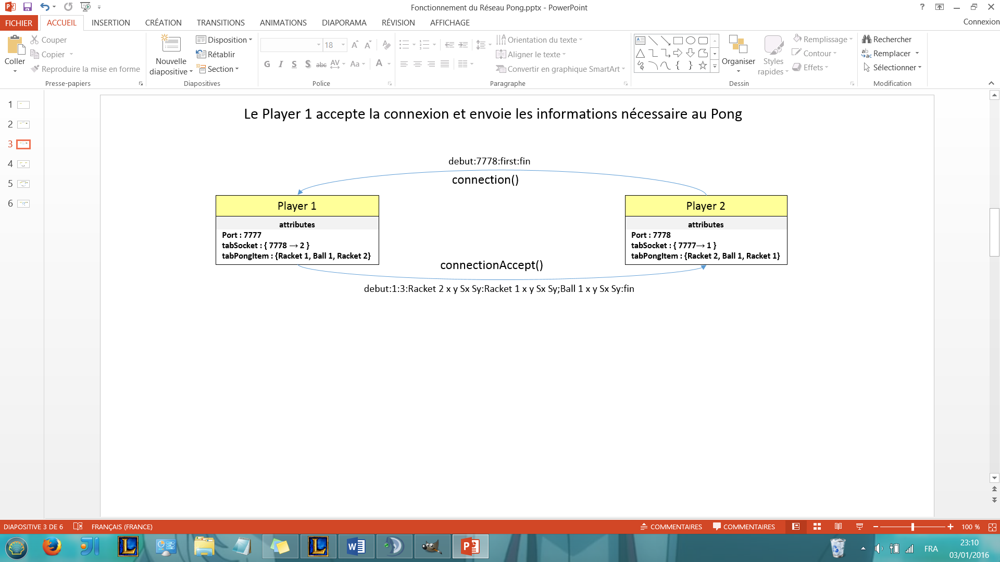 Fonctionnement du Réseau Pong.pptx - PowerPoint
?
FICHIER ACCUEIL INSERTION CRÉATION TRANSITIONS ANIMATIONS DIAPORAMA RÉVISION AFFICHAGE Connexion
Coller
Couper
Copier
Reproduire la mise en forme
Presse-papiers
Nouvelle diapositive
Disposition
Rétablir
Section
Diapositives
18
G I S S abc AV Aa A
Police
Orientation du texte
Aligner le texte
Convertir en graphique SmartArt
Paragraphe
Organiser
Styles rapides
Remplissage
Contour
Effets
Dessin
Rechercher
Remplacer
Sélectionner
Modification
1
2
3
4
5
6
Le Player 1 accepte la connexion et envoie les informations nécessaire au Pong
debut:7778:first:fin
connection()
Player 1
attributes
Port : 7777
tabSocket : { 7778 → 2 }
tabPongItem : {Racket 1, Ball 1, Racket 2}
Player 2
attributes
Port : 7778
tabSocket : { 7777→ 1 }
tabPongItem : {Racket 2, Ball 1, Racket 1}
connectionAccept()
debut:1:3:Racket 2 x y Sx Sy:Racket 1 x y Sx Sy;Ball 1 x y Sx Sy:fin
DIAPOSITIVE 3 DE 6 FRANÇAIS (FRANCE) COMMENTAIRES COMMENTAIRES 100 %
FRA
23:10
03/01/2016